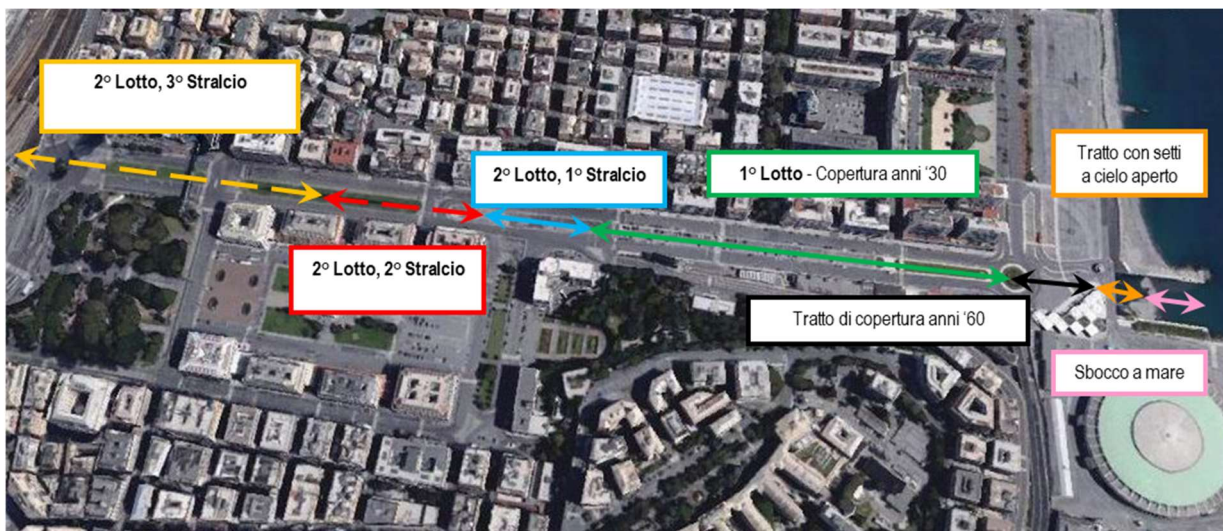 2° Lotto, 3° Stralcio
2° Lotto, 1° Stralcio
1° Lotto - Copertura anni ‘30
Tratto con setti
a cielo aperto
2° Lotto, 2° Stralcio
Tratto di copertura anni ‘60
Sbocco a mare